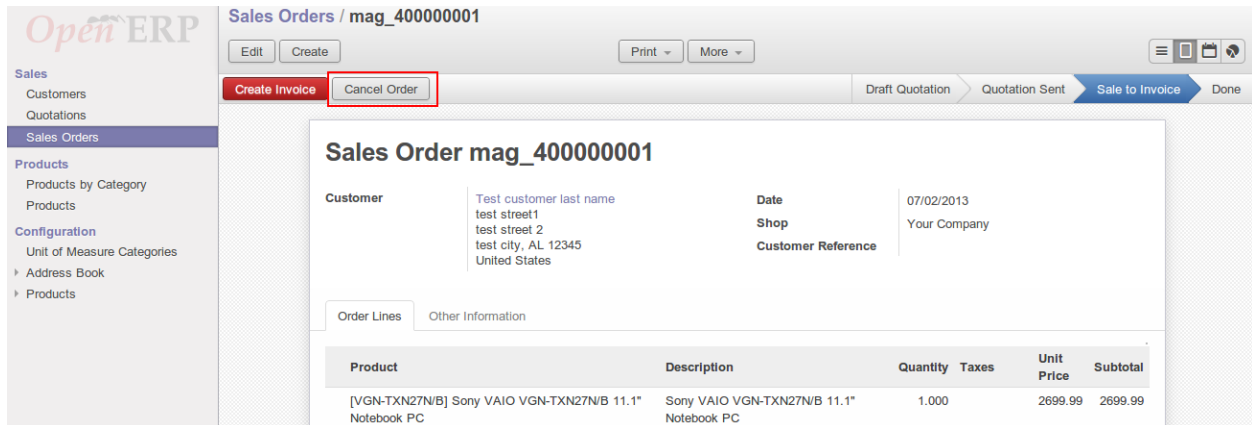 Open ERP
Sales
Customers
Quotations
Sales Orders
Products
Products by Category
Products
Configuration
Unit of Measure Categories
Address Book
Products
Sales Orders / mag_400000001
Edit Create Print More
Create Invoice Cancel Order Draft Quotation Quotation Sent Sale to Invoice Done
Sales Order mag_400000001
Customer
Test customer last name
test street1
test street 2
test city, AL 12345
United States
Date 07/02/2013
Shop Your Company
Customer Reference
Order Lines Other Information
Product Description Quantity Taxes Unit Price Subtotal
[VGN-TXN27N/B] Sony VAIO VGN-TXN27N/B 11.1" Sony VAIO VGN-TXN27N/B 11.1" 1.000 2699.99 2699.99
Notebook PC Notebook PC